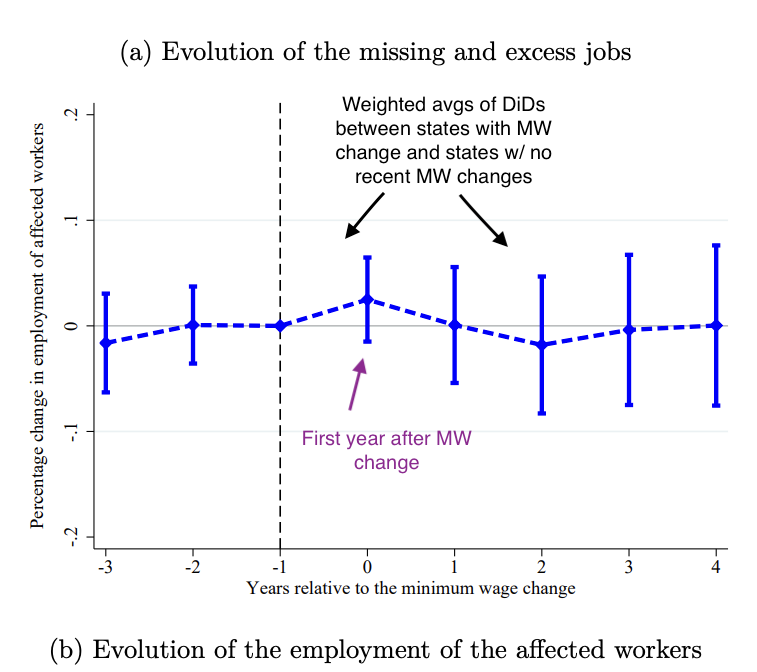 (a) Evolution of the missing and excess jobs
Weighted avgs of DiDs
between states with MW
change and states w/ no
recent MW changes
Percentage change in employment of affected workers
.2
.1
0
-.1
-.2
First year after MW
change
-3 -2 -1 0 1 2 3 4
Years relative to the minimum wage change
(b) Evolution of the employment of the affected workers